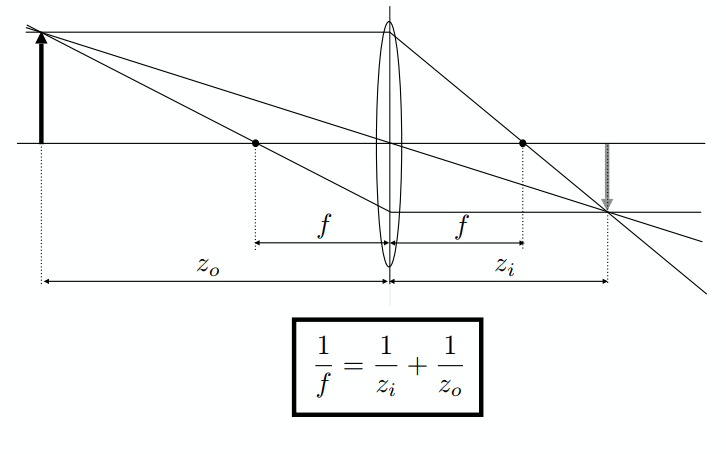 f f
z_o z_i
1/f = 1/z_i + 1/z_o